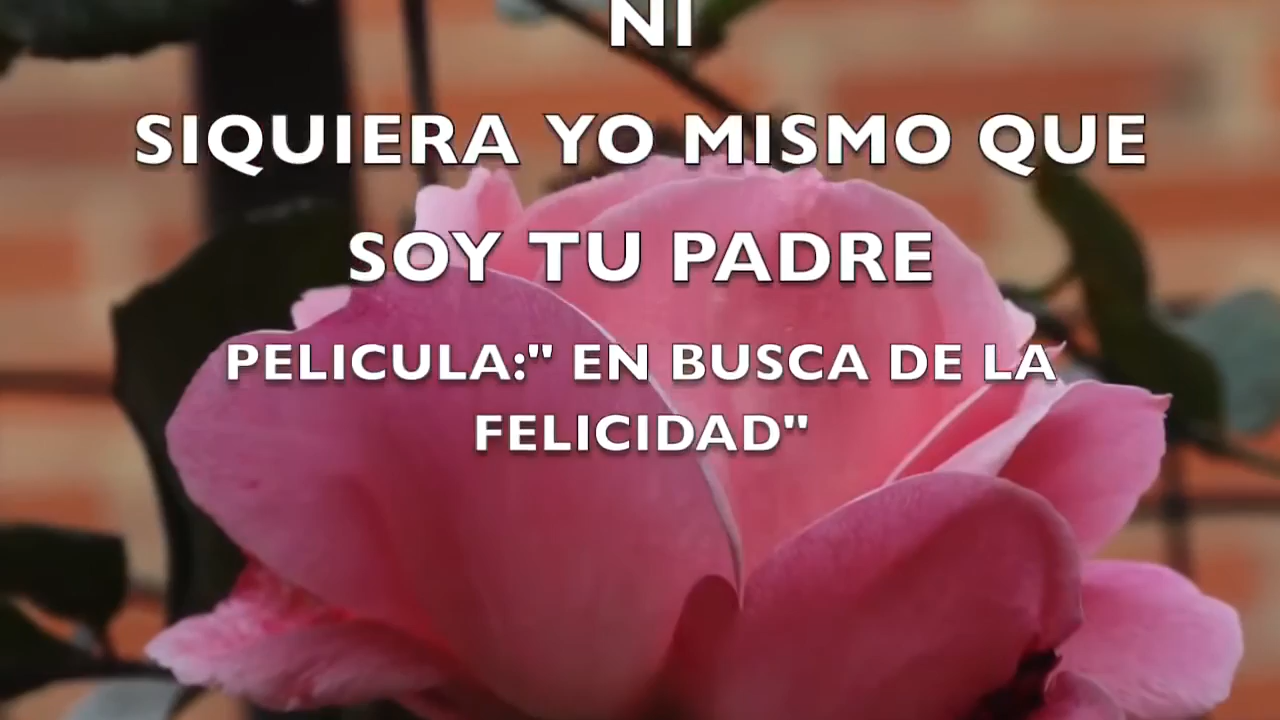 NI
SIQUIERA YO MISMO QUE
SOY TU PADRE
PELICULA:" EN BUSCA DE LA
FELICIDAD"